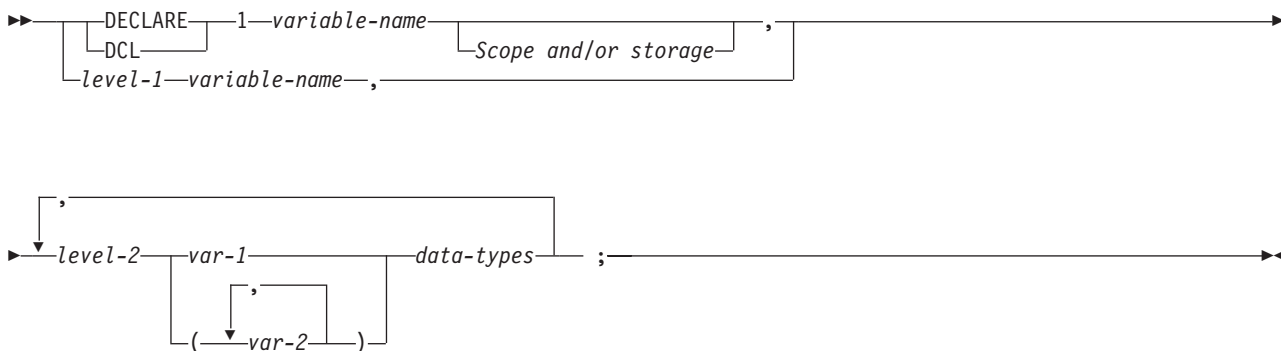 DECLARE 1 variable-name ,
DCL Scope and/or storage
level-1 variable-name ,
,
level-2 var-1 data-types ;
,
( var-2 )